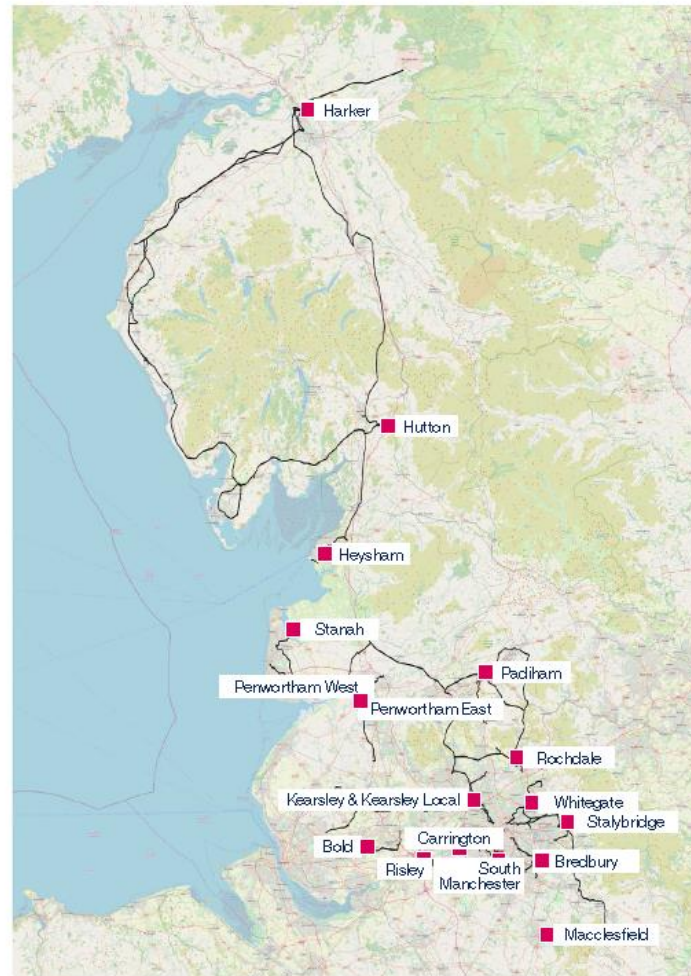 Harker
Hutton
Heysham
Stanah
Padiham
Penwortham West
Penwortham East
Rochdale
Kearsley & Kearsley Local
Whitegate
Stalybridge
Carrington
Bold
Risley
South
Manchester
Bredbury
Macclesfield